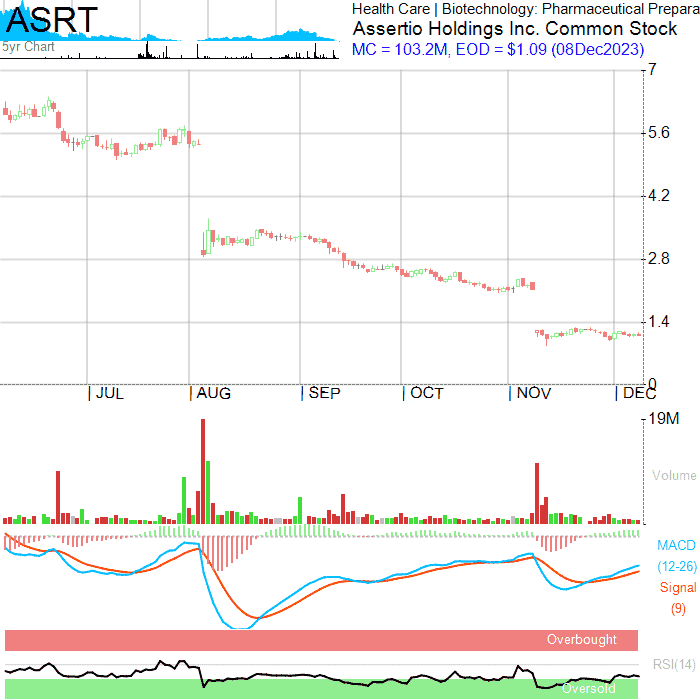 ASRT
5yr Chart
Health Care | Biotechnology: Pharmaceutical Prepara
Assertio Holdings Inc. Common Stock
MC = 103.2M, EOD = $1.09 (08Dec2023)
7
5.6
4.2
2.8
1.4
0
| JUL | AUG | SEP | OCT | NOV | DEC
19M
Volume
MACD
(12-26)
Signal
(9)
Overbought
RSI(14)
Oversold